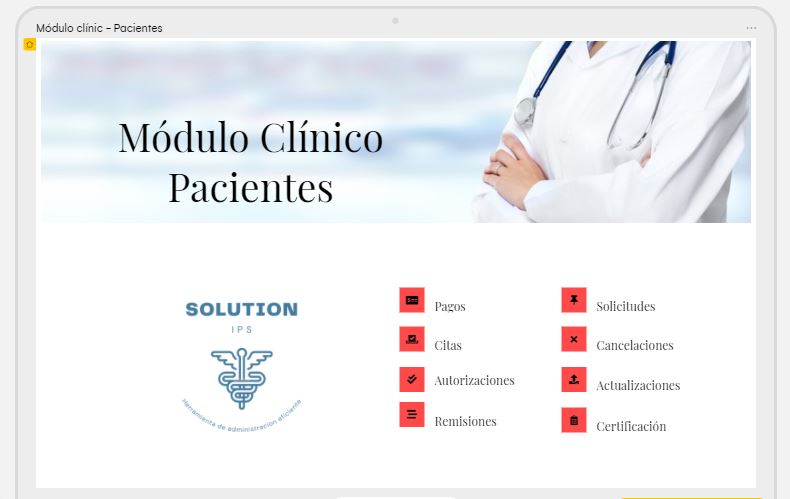 Módulo clínic - Pacientes
Módulo Clínico
Pacientes
SOLUTION
IPS
Herramienta de administracion eficiente
Pagos
Citas
Autorizaciones
Remisiones
Solicitudes
Cancelaciones
Actualizaciones
Certificación